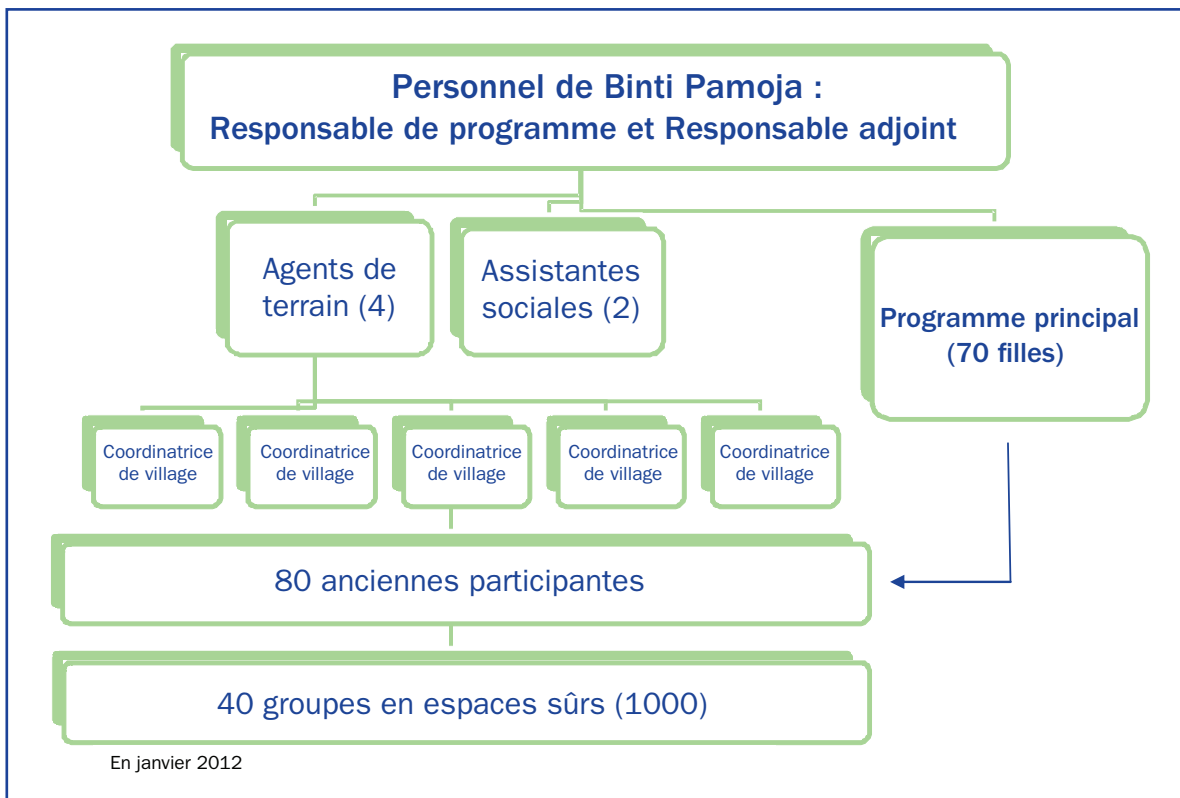 Personnel de Binti Pamoja :
Responsable de programme et Responsable adjoint
Agents de
terrain (4)
Assistantes
sociales (2)
Programme principal
(70 filles)
Coordinatrice
de village
Coordinatrice
de village
Coordinatrice
de village
Coordinatrice
de village
Coordinatrice
de village
80 anciennes participantes
40 groupes en espaces sûrs (1000)
En janvier 2012